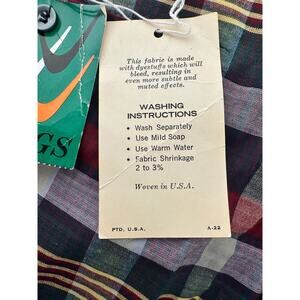 This fabric is made
with dyestuffs which will
bleed, resulting in
even more subtle and
muted effects.
WASHING
INSTRUCTIONS
• Wash Separately
• Use Mild Soap
• Use Warm Water
• Fabric Shrinkage
2 to 3%
Woven in U.S.A.
PTD. U.S.A. A-22
GS